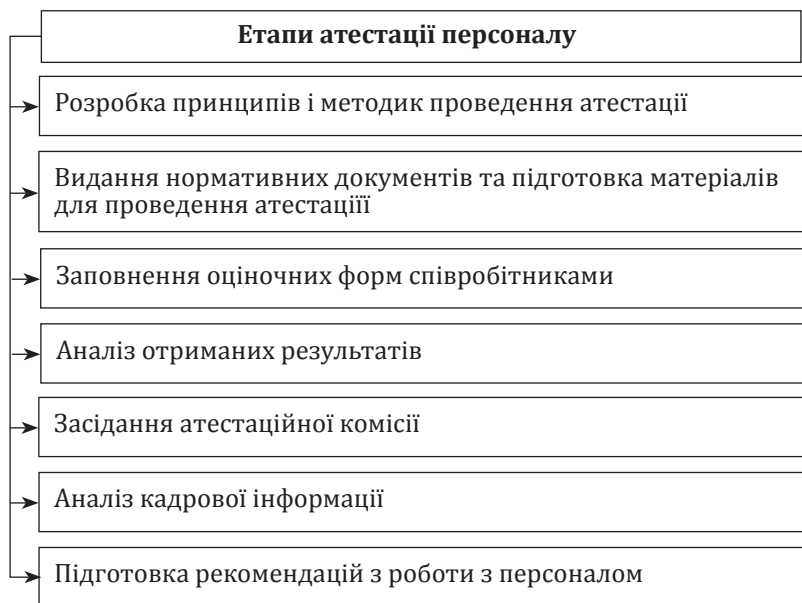 Етапи атестації персоналу
Розробка принципів і методик проведення атестації
Видання нормативних документів та підготовка матеріалів
для проведення атестаціїї
Заповнення оціночних форм співробітниками
Аналіз отриманих результатів
Засідання атестаційної комісії
Аналіз кадрової інформації
Підготовка рекомендацій з роботи з персоналом